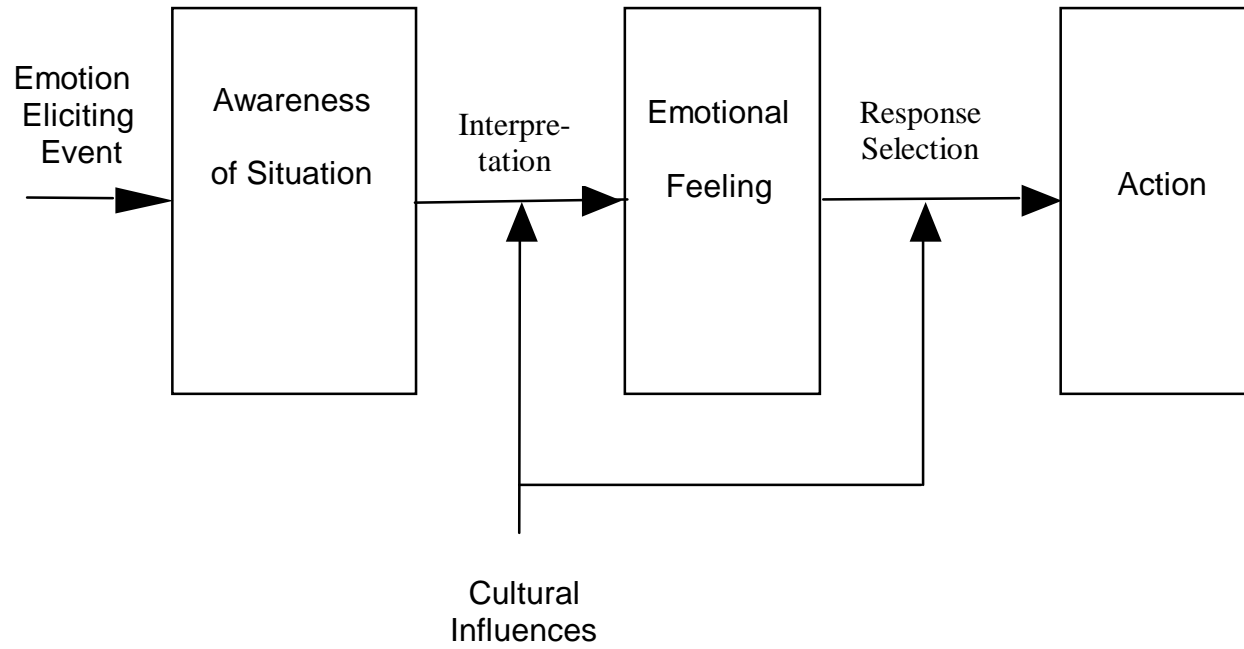 Emotion
Eliciting
Event
Awareness
of Situation
Interpre-
tation
Emotional
Feeling
Response
Selection
Action
Cultural
Influences